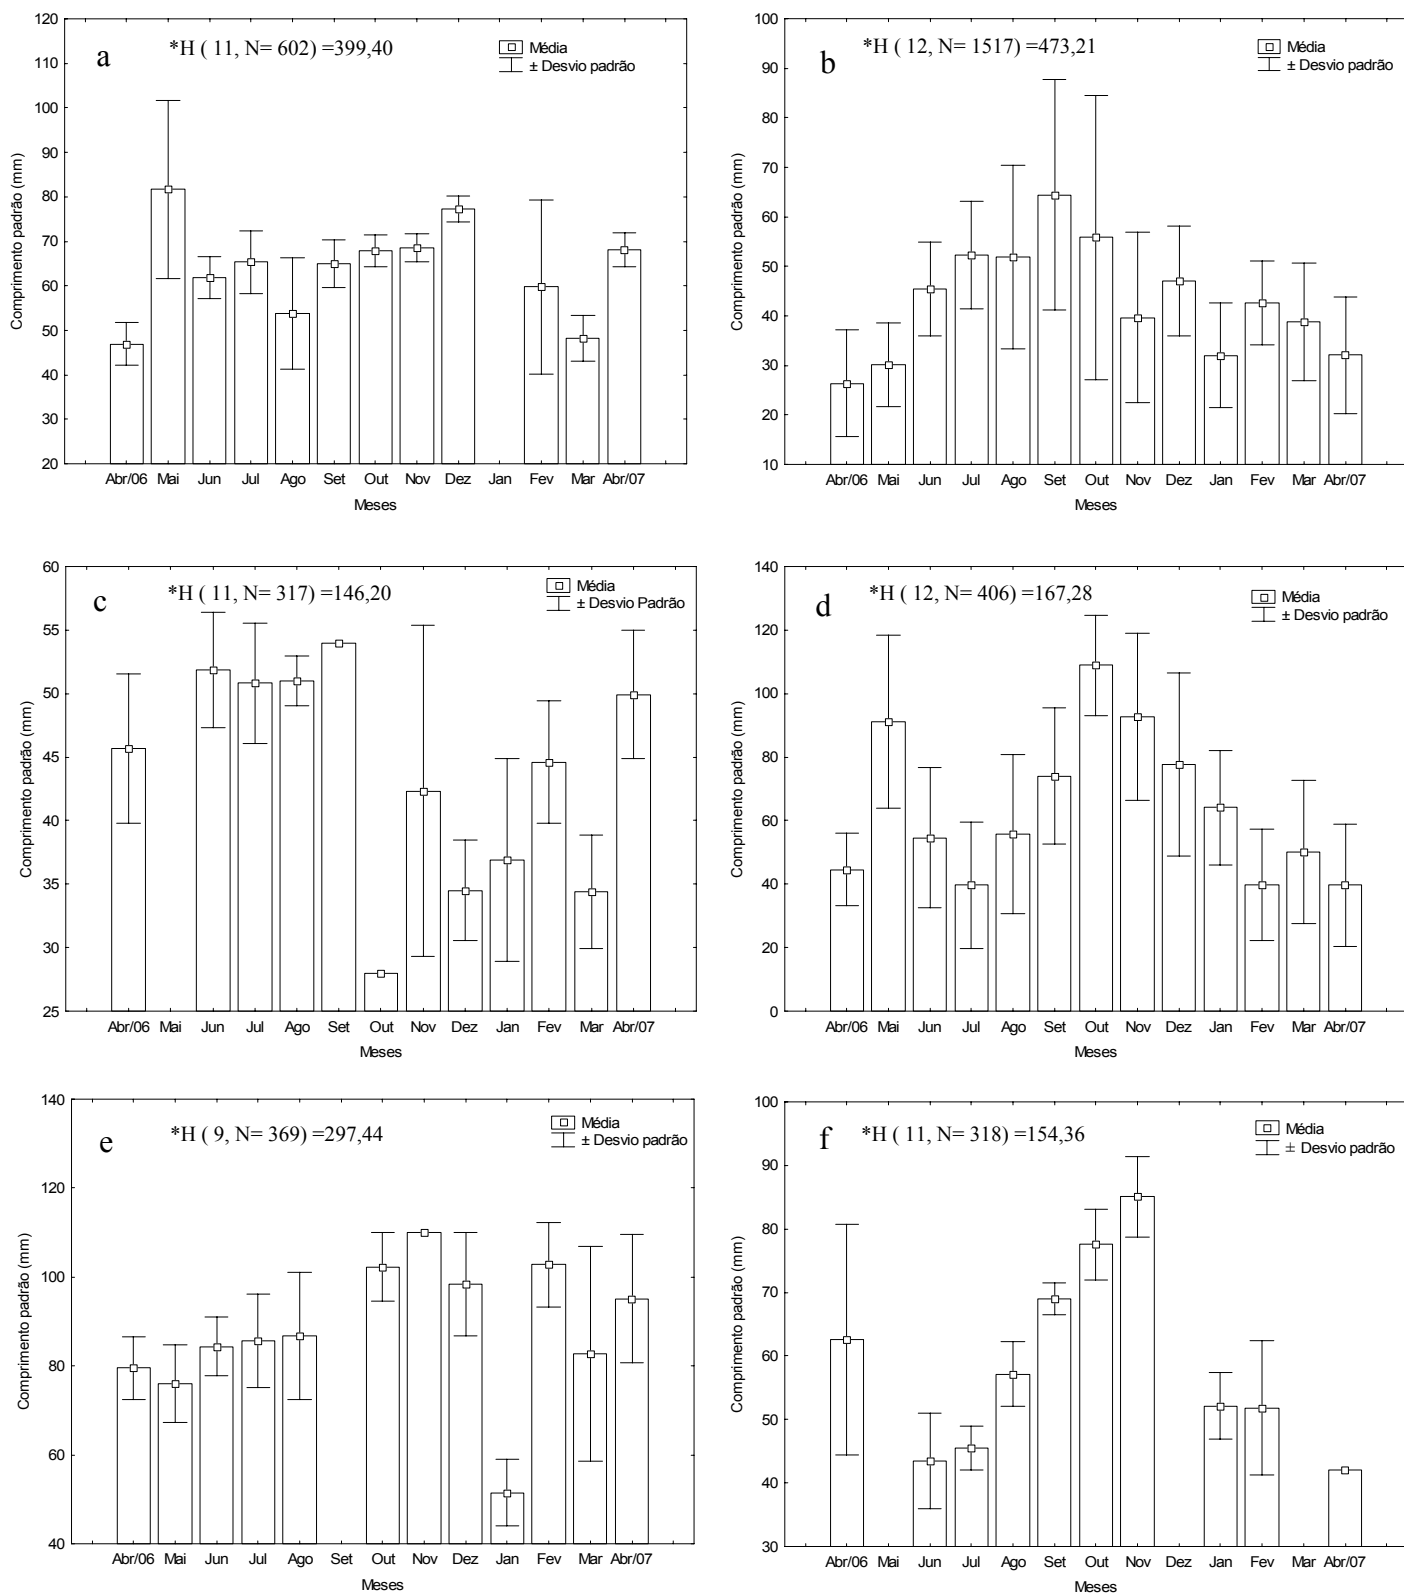 a
*H ( 11, N= 602) =399,40
Média
± Desvio padrão
Comprimento padrão (mm)
120
110
100
90
80
70
60
50
40
30
20
Abr/06 Mai Jun Jul Ago Set Out Nov Dez Jan Fev Mar Abr/07
Meses
b
*H ( 12, N= 1517) =473,21
Média
± Desvio padrão
Comprimento padrão (mm)
100
90
80
70
60
50
40
30
20
10
Abr/06 Mai Jun Jul Ago Set Out Nov Dez Jan Fev Mar Abr/07
Meses
c
*H ( 11, N= 317) =146,20
Média
± Desvio Padrão
Comprimento padrão (mm)
60
55
50
45
40
35
30
25
Abr/06 Mai Jun Jul Ago Set Out Nov Dez Jan Fev Mar Abr/07
Meses
d
*H ( 12, N= 406) =167,28
Média
± Desvio padrão
Comprimento padrão (mm)
140
120
100
80
60
40
20
0
Abr/06 Mai Jun Jul Ago Set Out Nov Dez Jan Fev Mar Abr/07
Meses
e
*H ( 9, N= 369) =297,44
Média
± Desvio padrão
Comprimento padrão (mm)
140
120
100
80
60
40
Abr/06 Mai Jun Jul Ago Set Out Nov Dez Jan Fev Mar Abr/07
Meses
f
*H ( 11, N= 318) =154,36
Média
± Desvio padrão
Comprimento padrão (mm)
100
90
80
70
60
50
40
30
Abr/06 Mai Jun Jul Ago Set Out Nov Dez Jan Fev Mar Abr/07
Meses